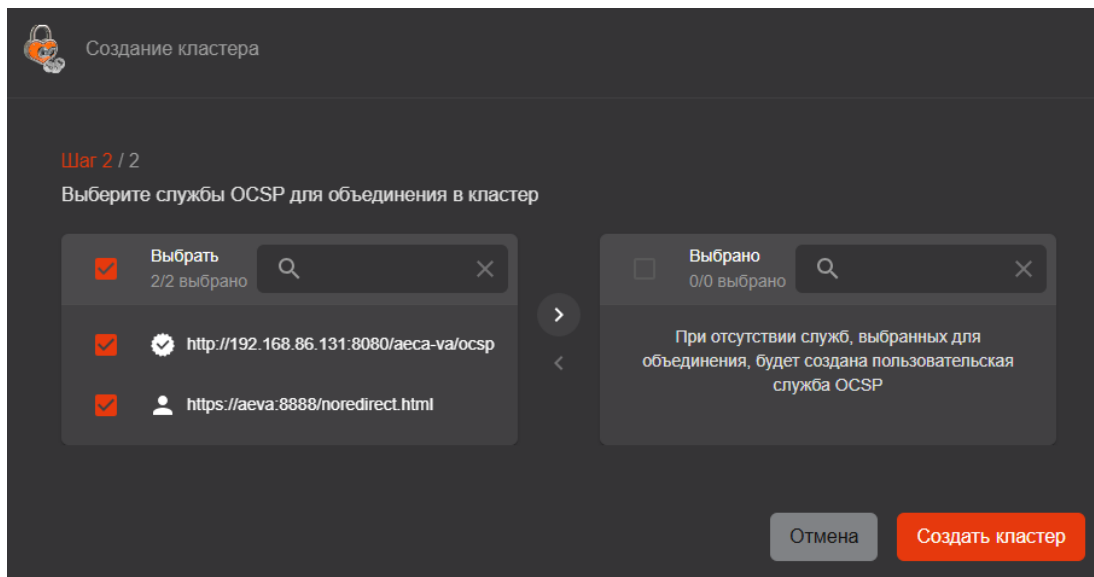 Создание кластера
Шаг 2 / 2
Выберите службы OCSP для объединения в кластер
Выбрать
2/2 выбрано
http://192.168.86.131:8080/aeca-va/ocsp
https://aeva:8888/noredirect.html
Выбрано
0/0 выбрано
При отсутствии служб, выбранных для
объединения, будет создана пользовательская
служба OCSP
Отмена
Создать кластер